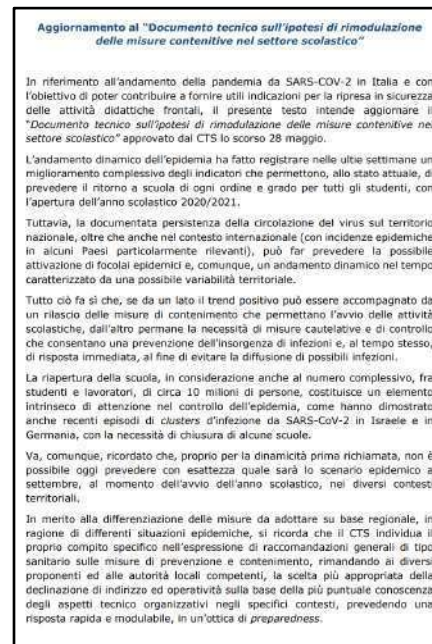 Aggiornamento al "Documento tecnico sull'ipotesi di rimodulazione
delle misure contenitive nel settore scolastico"
In riferimento all'andamento della pandemia da SARS-COV-2 in Italia e con
l'obiettivo di poter contribuire a fornire utili indicazioni per la ripresa in sicurezza
delle attività didattiche frontali, il presente testo intende aggiornare il
"Documento tecnico sull'ipotesi di rimodulazione delle misure contenitive nel
settore scolastico" approvato dal CTS lo scorso 28 maggio.
L'andamento dinamico dell'epidemia ha fatto registrare nelle ultie settimane un
miglioramento complessivo degli indicatori che permettono, allo stato attuale, di
prevedere il ritorno a scuola di ogni ordine e grado per tutti gli studenti, con
l'apertura dell'anno scolastico 2020/2021.
Tuttavia, la documentata persistenza della circolazione del virus sul territorio
nazionale, oltre che anche nel contesto internazionale (con incidenze epidemiche
in alcuni Paesi particolarmente rilevanti), può far prevedere la possibile
attivazione di focolai epidemici e, comunque, un andamento dinamico nel tempo
caratterizzato da una possibile variabilità territoriale.
Tutto ciò fa sì che, se da un lato il trend positivo può essere accompagnato da
un rilascio delle misure di contenimento che permettano l'avvio delle attività
scolastiche, dall'altro permane la necessità di misure cautelative e di controllo
che consentano una prevenzione dell'insorgenza di infezioni e, al tempo stesso,
di risposta immediata, al fine di evitare la diffusione di possibili infezioni.
La riapertura della scuola, in considerazione anche al numero complessivo, fra
studenti e lavoratori, di circa 10 milioni di persone, costituisce un elemento
intrinseco di attenzione nel controllo dell'epidemia, come hanno dimostrato
anche recenti episodi di clusters d'infezione da SARS-CoV-2 in Israele e in
Germania, con la necessità di chiusura di alcune scuole.
Va, comunque, ricordato che, proprio per la dinamicità prima richiamata, non è
possibile oggi prevedere con esattezza quale sarà lo scenario epidemico a
settembre, al momento dell'avvio dell'anno scolastico, nei diversi contesti
territoriali.
In merito alla differenziazione delle misure da adottare su base regionale, in
ragione di differenti situazioni epidemiche, si ricorda che il CTS individua il
proprio compito specifico nell'espressione di raccomandazioni generali di tipo
sanitario sulle misure di prevenzione e contenimento, rimandando ai diversi
proponenti ed alle autorità locali competenti, la scelta più appropriata della
declinazione di indirizzo ed operatività sulla base della più puntuale conoscenza
degli aspetti tecnico organizzativi negli specifici contesti, prevedendo una
risposta rapida e modulabile, in un'ottica di preparedness.